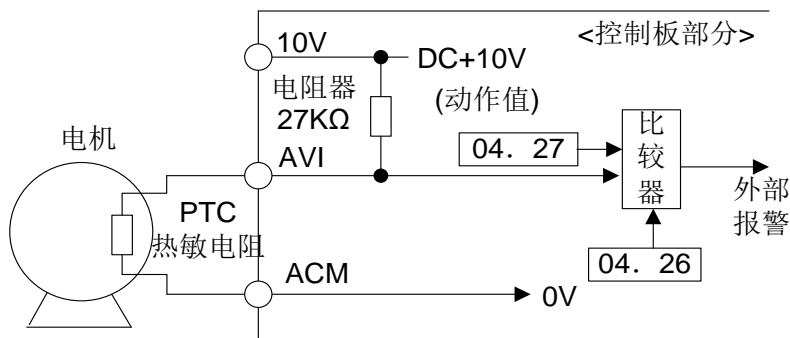 <控制板部分>
10V
DC+10V
电阻器
27KΩ
(动作值)
比
较
器
电机
AVI
04. 27
外部
报警
PTC
热敏电阻
04. 26
ACM
0V